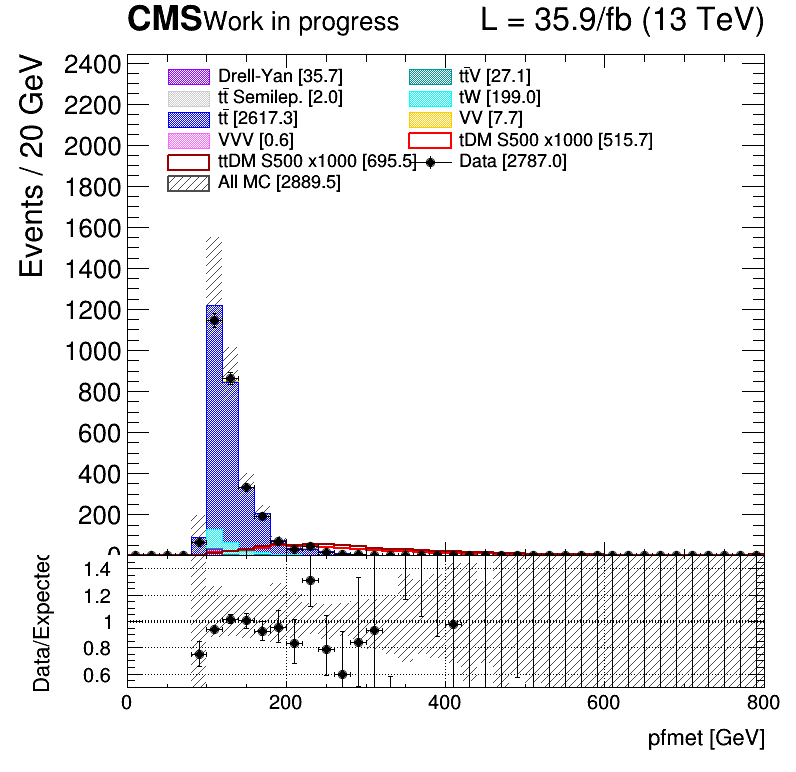 CMS Work in progress L = 35.9/fb (13 TeV)
Events / 20 GeV
2400
2200
2000
1800
1600
1400
1200
1000
800
600
400
200
0
Drell-Yan [35.7] tt̄V [27.1]
tt̄ Semilep. [2.0] tW [199.0]
tt̄ [2617.3] VV [7.7]
VVV [0.6] tDM S500 x1000 [515.7]
ttDM S500 x1000 [695.5] Data [2787.0]
All MC [2889.5]
Data/Expected
1.4
1.2
1
0.8
0.6
0 200 400 600 800
pfmet [GeV]